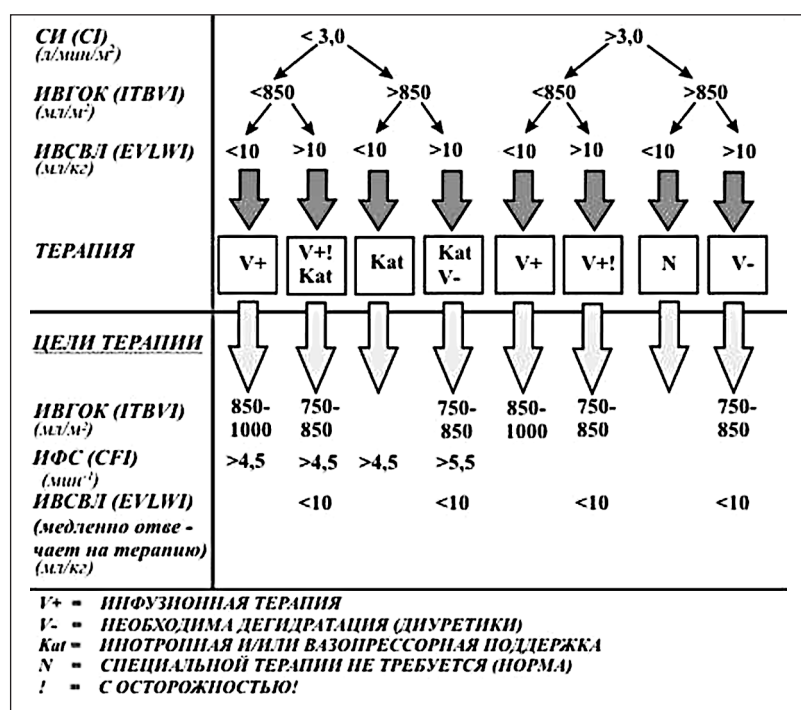 СИ (CI) < 3,0 >3,0
(л/мин/м²)
ИВГОК (ITBVI) <850 >850 <850 >850
(мл/м²)
ИВСВЛ (EVLWI) <10 >10 <10 >10 <10 >10 <10 >10
(мл/кг)
ТЕРАПИЯ V+ V+! Kat Kat Kat V- V+ V+! N V-
ЦЕЛИ ТЕРАПИИ
ИВГОК (ITBVI) 850- 750- 750- 850- 750- 750-
(мл/м²) 1000 850 850 1000 850 850
ИФС (CFI) >4,5 >4,5 >4,5 >5,5
(мин⁻¹)
ИВСВЛ (EVLWI) <10 <10 <10 <10
(медленно отве -
чает на терапию)
(мл/кг)
V+ = ИНФУЗИОННАЯ ТЕРАПИЯ
V- = НЕОБХОДИМА ДЕГИДРАТАЦИЯ (ДИУРЕТИКИ)
Kat = ИНОТРОПНАЯ И/ИЛИ ВАЗОПРЕССОРНАЯ ПОДДЕРЖКА
N = СПЕЦИАЛЬНОЙ ТЕРАПИИ НЕ ТРЕБУЕТСЯ (НОРМА)
! = С ОСТОРОЖНОСТЬЮ!